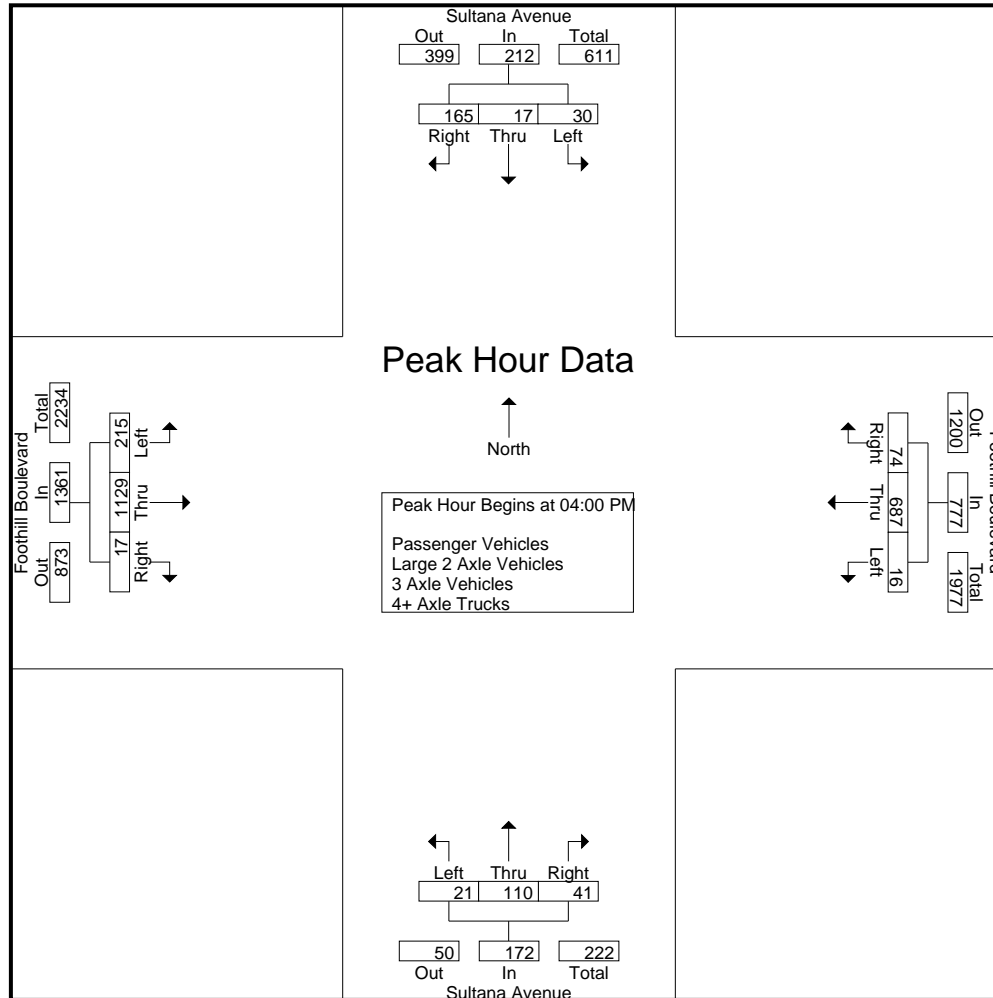 Sultana Avenue
Out In Total
399 212 611
165 17 30
Right Thru Left
Peak Hour Data
North
Peak Hour Begins at 04:00 PM
Passenger Vehicles
Large 2 Axle Vehicles
3 Axle Vehicles
4+ Axle Trucks
Foothill Boulevard
Out In Total
873 1361 2234
17 1129 215
Right Thru Left
Out In Total
1200 777 1977
74 687 16
Right Thru Left
Left Thru Right
21 110 41
50 172 222
Out In Total
Sultana Avenue